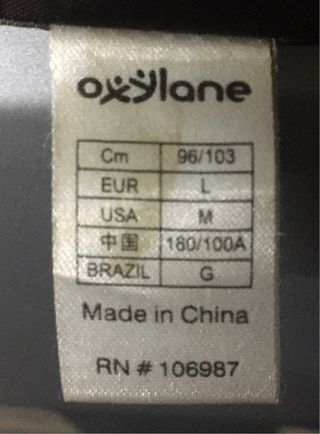 oxylane
Cm 96/103
EUR L
USA M
中国 180/100A
BRAZIL G
Made in China
RN # 106987